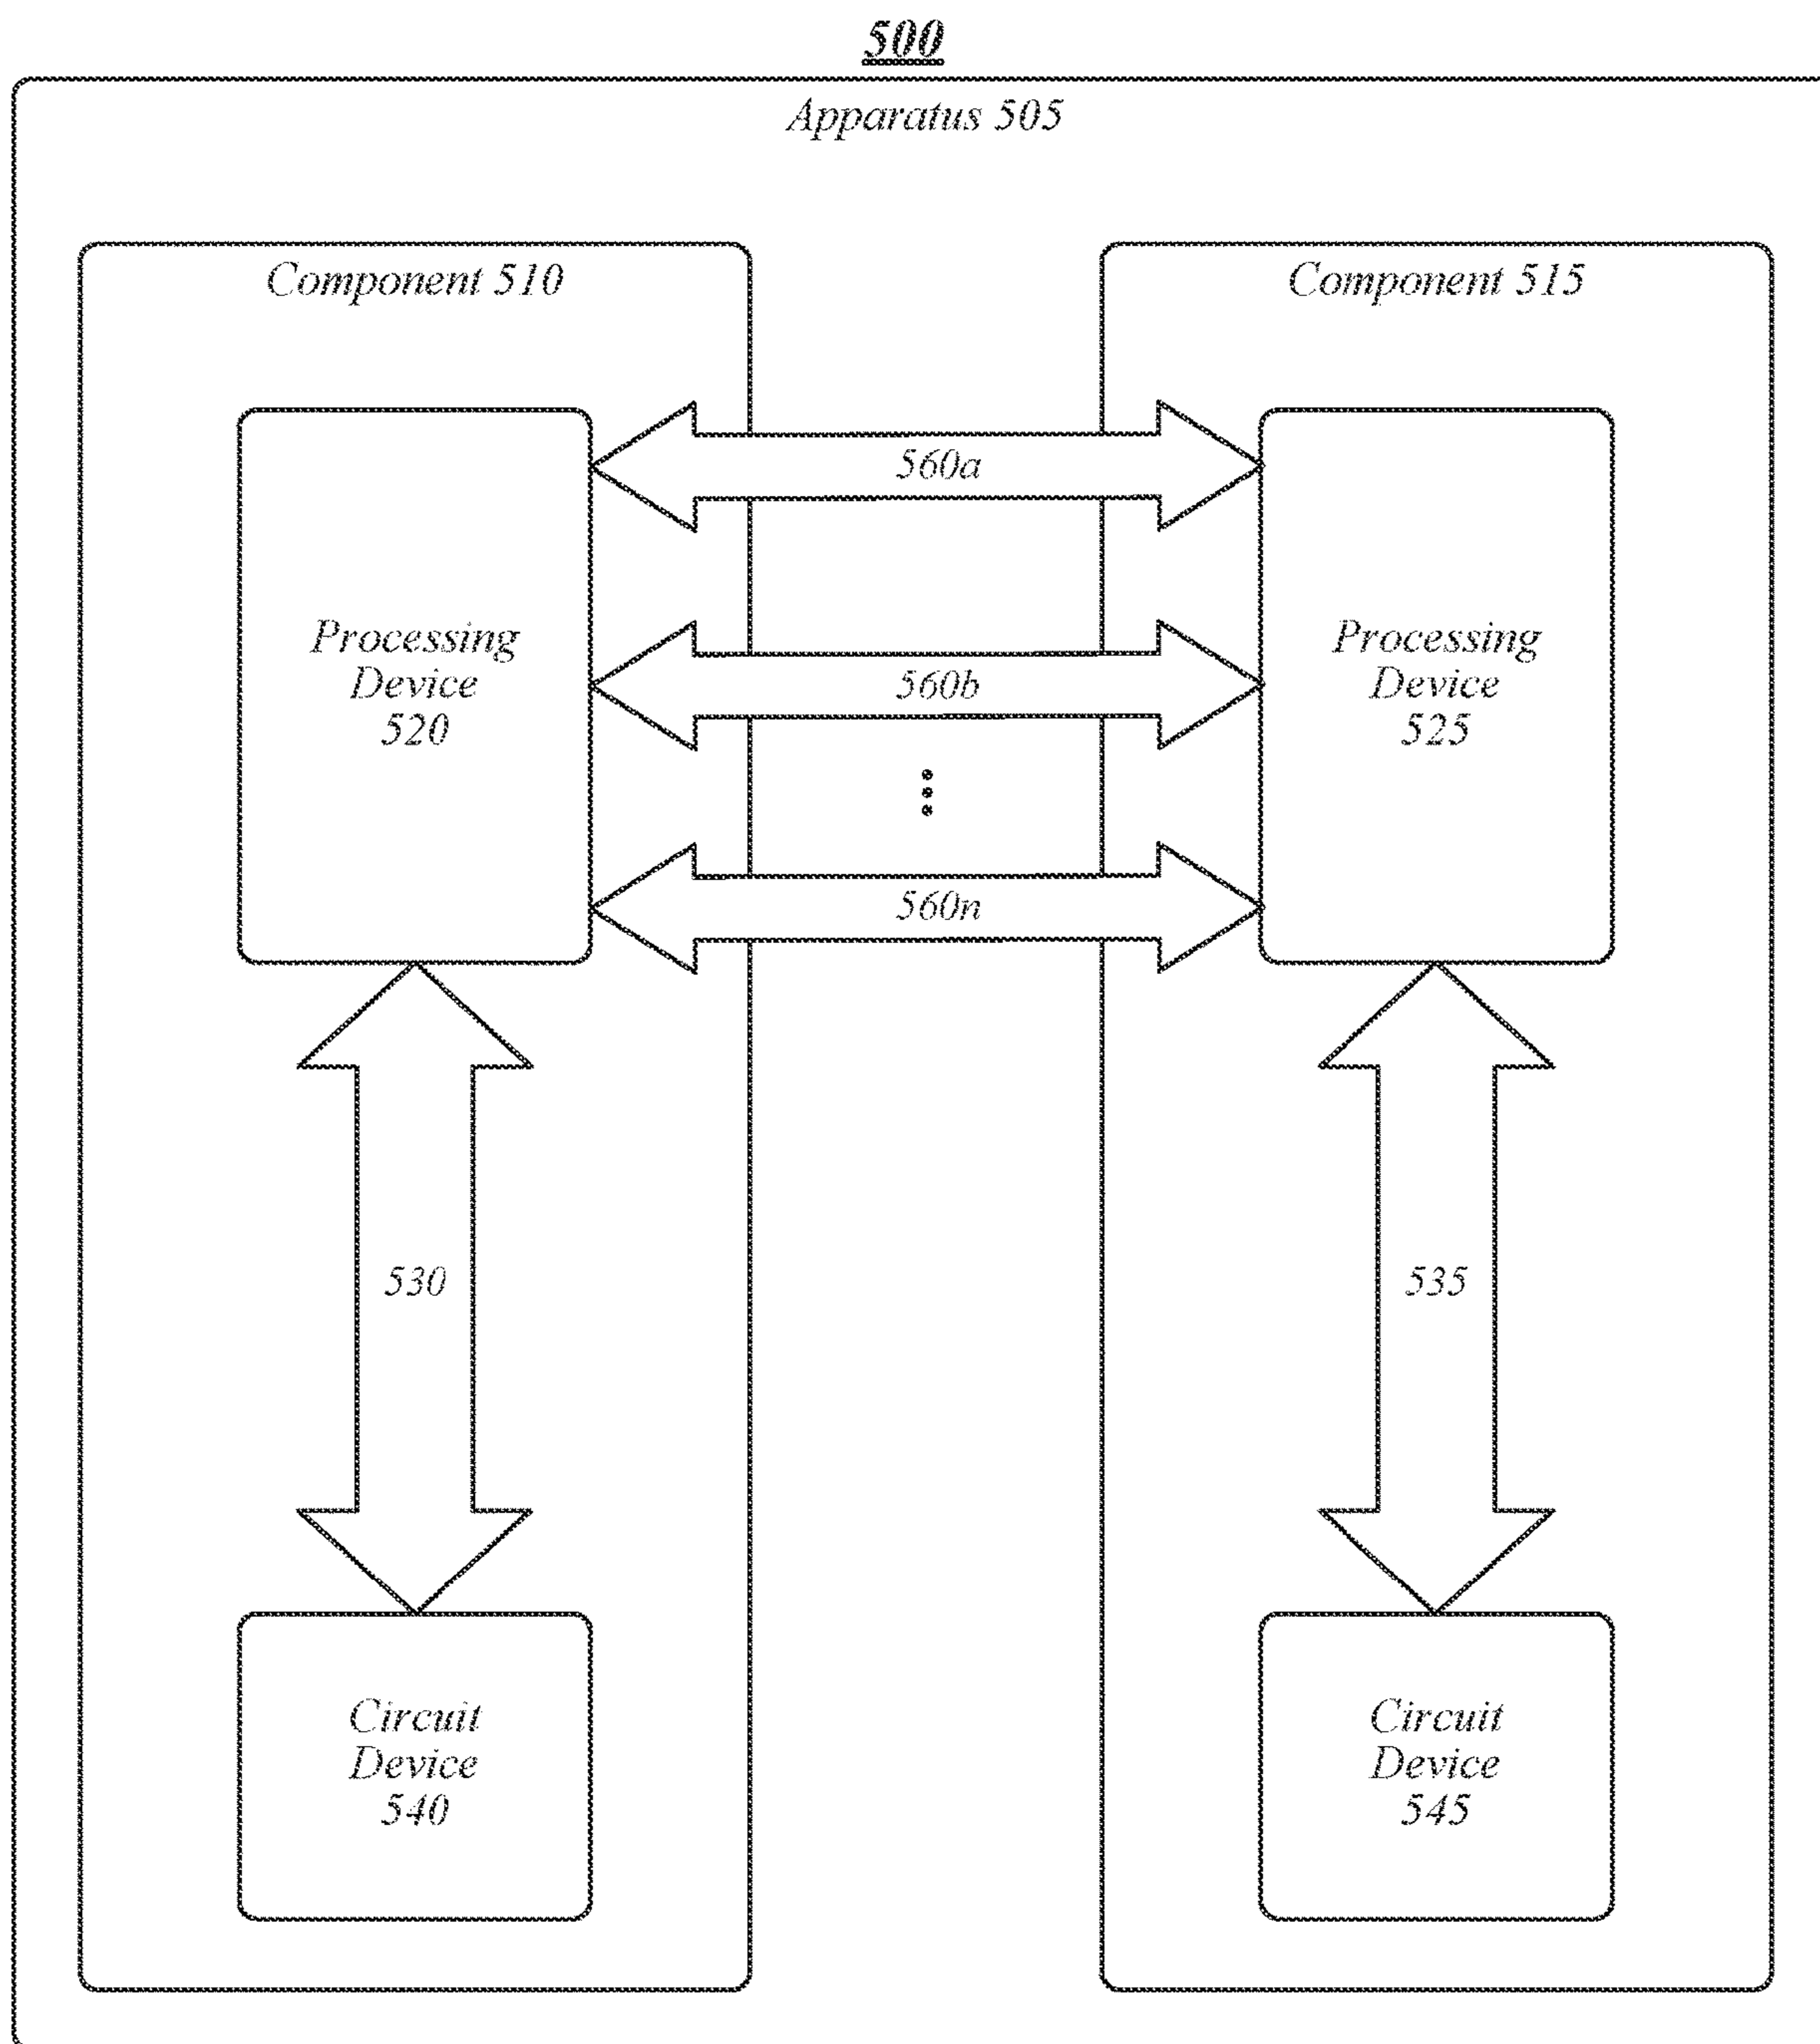 500
Apparatus 505
Component 510
Component 515
560a
Processing
Device
520
Processing
Device
525
560b
560n
530
535
Circuit
Device
540
Circuit
Device
545